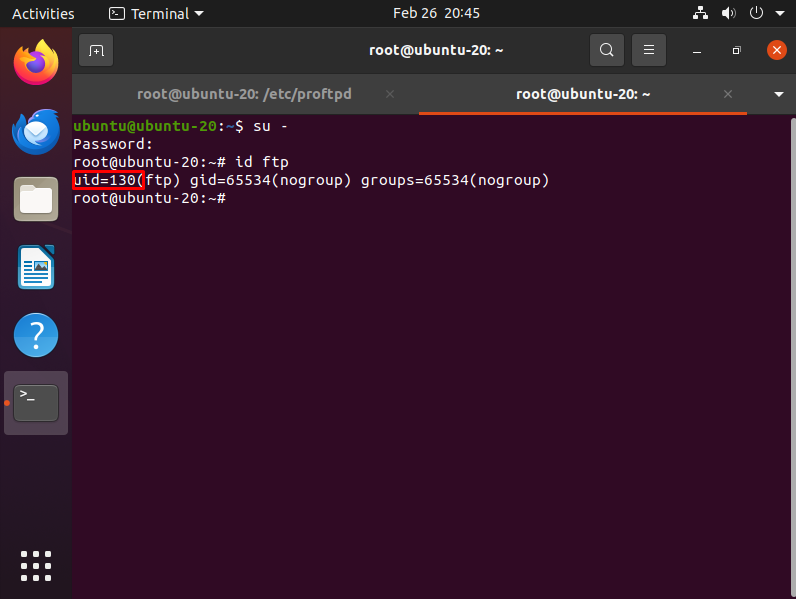 Activities Terminal Feb 26 20:45
root@ubuntu-20: ~
root@ubuntu-20: /etc/proftpd root@ubuntu-20: ~
ubuntu@ubuntu-20:~$ su -
Password:
root@ubuntu-20:~# id ftp
uid=130(ftp) gid=65534(nogroup) groups=65534(nogroup)
root@ubuntu-20:~#